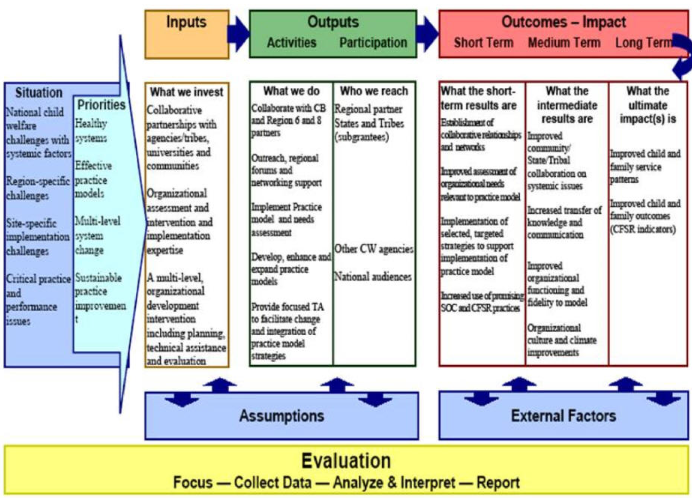 Inputs
Outputs
Activities Participation
Outcomes – Impact
Short Term Medium Term Long Term
Situation
National child
welfare
challenges with
systemic factors
Region-specific
challenges
Site-specific
implementation
challenges
Critical practice
and
performance
issues
Priorities
Healthy
systems
Effective
practice
models
Multi-level
system
change
Sustainable
practice
improvemen
t
What we invest
Collaborative
partnerships with
agencies/tribes,
universities and
communities
Organizational
assessment and
intervention and
implementation
expertise
A multi-level,
organizational
development
intervention
including planning,
technical assistance
and evaluation
What we do
Collaborate with CB
and Region 6 and 8
partners
Outreach, regional
forums and
networking support
Implement Practice
model and needs
assessment
Develop, enhance and
expand practice
models
Provide focused TA
to facilitate change
and integration of
practice model
strategies
Who we reach
Regional partner
States and Tribes
(subgrantees)
Other CW agencies
National audiences
What the short-
term results are
Establishment of
collaborative relationships
and networks
Improved assessment of
organizational needs
relevant to practice model
Implementation of
selected, targeted
strategies to support
implementation of
practice model
Increased use of promising
SOC and CFSR practices
What the
intermediate
results are
Improved
community/
State/Tribal
collaboration on
systemic issues
Increased transfer of
knowledge and
communication
Improved
organizational
functioning and
fidelity to model
Organizational
culture and climate
improvements
What the
ultimate
impact(s) is
Improved child and
family service
patterns
Improved child and
family outcomes
(CFSR indicators)
Assumptions
External Factors
Evaluation
Focus — Collect Data — Analyze & Interpret — Report